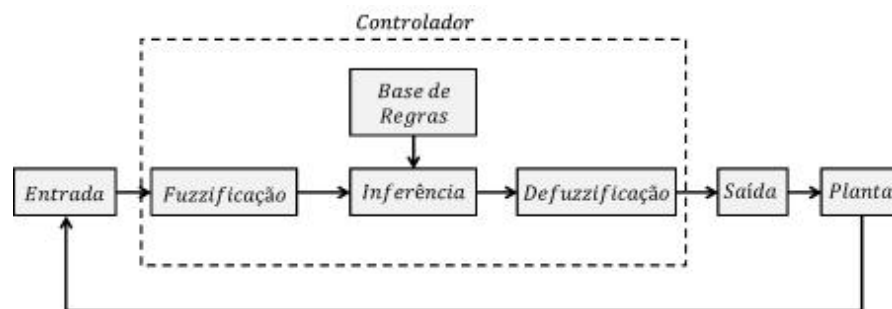 Controlador
Base de
Regras
Entrada
Fuzzificação
Inferência
Defuzzificação
Saída
Planta